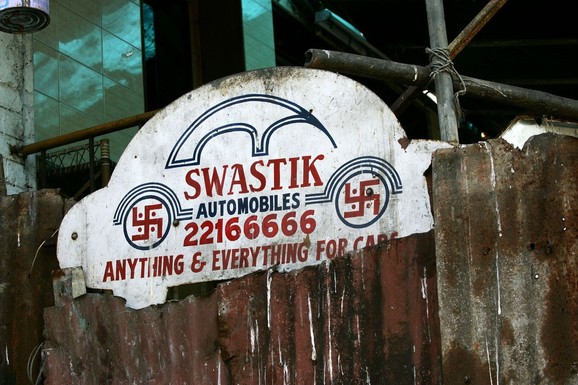 SWASTIK
AUTOMOBILES
22166666
ANYTHING & EVERYTHING FOR CARS